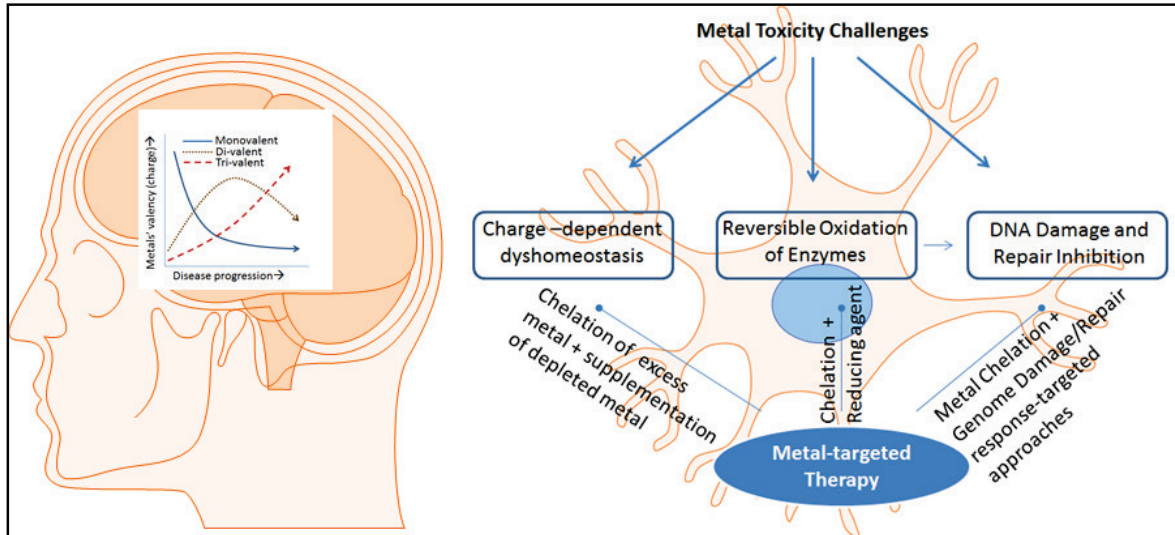 Metal Toxicity Challenges
Monovalent
Di-valent
Tri-valent
Metals' valency (charge)→
Disease progression→
Charge –dependent
dyshomeostasis
Reversible Oxidation
of Enzymes
DNA Damage and
Repair Inhibition
Chelation of excess
metal + supplementation
of depleted metal
Chelation +
Reducing agent
Metal Chelation +
Genome Damage/Repair
response-targeted
approaches
Metal-targeted
Therapy